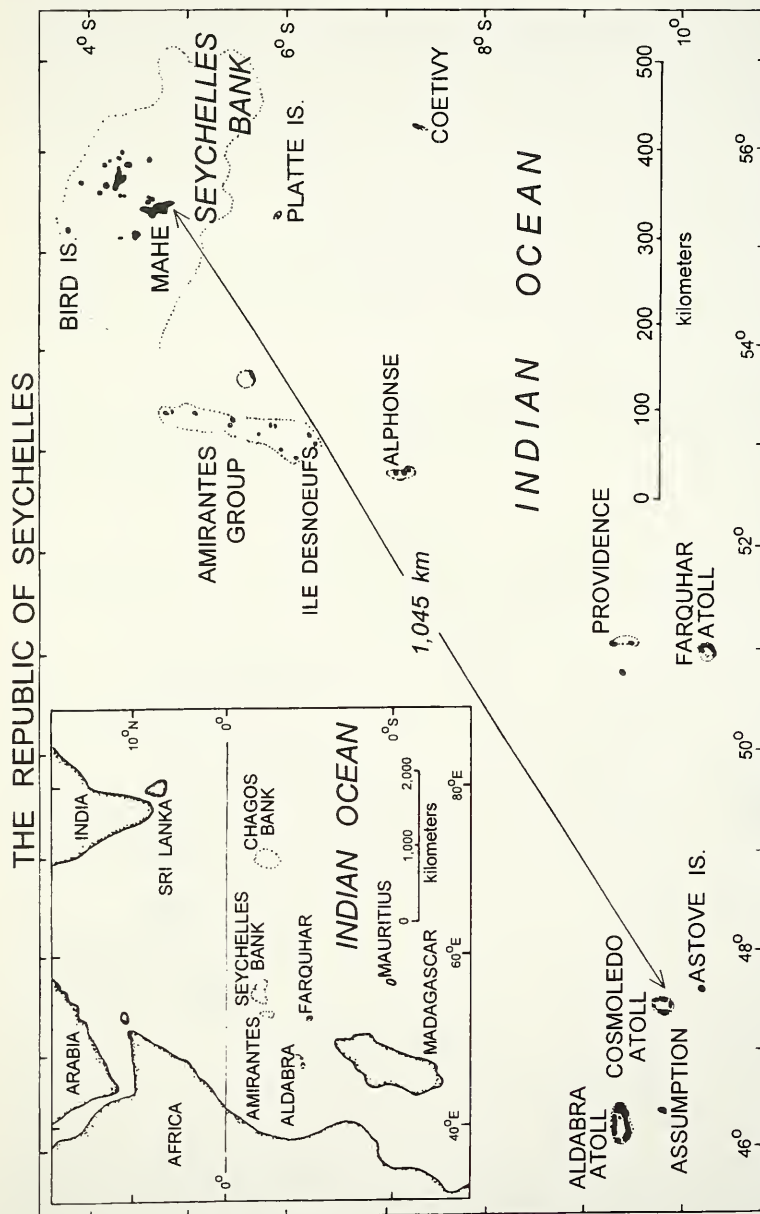 THE REPUBLIC OF SEYCHELLES
10°N
0°
0°S
0°
ARABIA
INDIA
AFRICA
SRI LANKA
AMIRANTES
SEYCHELLES
BANK
CHAGOS
BANK
ALDABRA
FARQUHAR
INDIAN OCEAN
MAURITIUS
0
1,000
2,000
kilometers
MADAGASCAR
40°E
60°E
80°E
BIRD IS.
4°S
MAHE
SEYCHELLES
BANK
AMIRANTES
GROUP
6°S
PLATTE IS.
ILE DESNOEUFS
ALPHONSE
COETIVY
1,045 km
8°S
INDIAN OCEAN
PROVIDENCE
ALDABRA
ATOLL
COSMOLEDO
ATOLL
ASSUMPTION
ASTOVE IS.
FARQUHAR
ATOLL
0
100
200
300
400
500
kilometers
10°
46°
48°
50°
52°
54°
56°